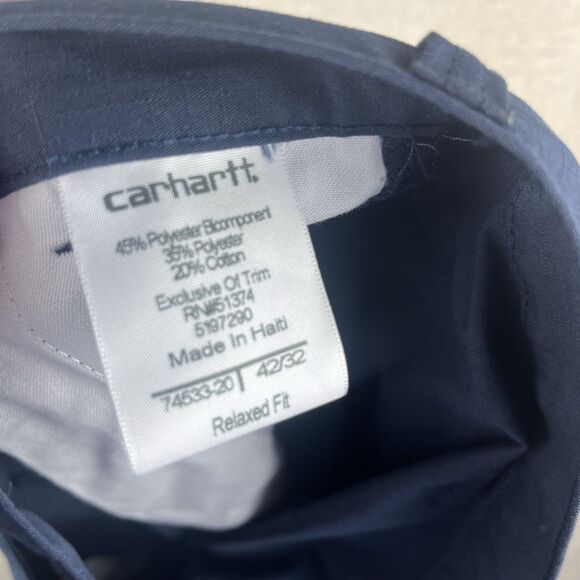 carhartt.
45% Polyester Bicomponent
35% Polyester
20% Cotton
Exclusive Of Trim
RN#51374
5197290
Made In Haiti
74533-20 | 42/32
Relaxed Fit